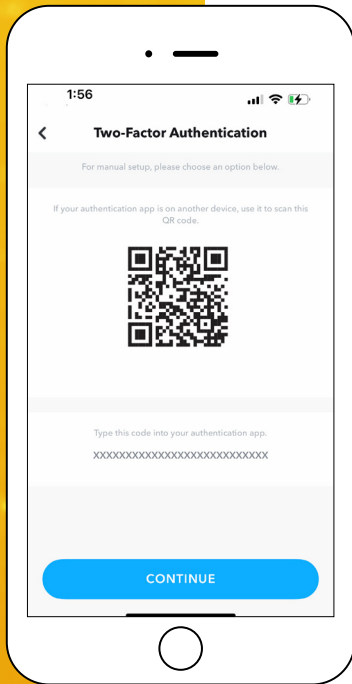 1:56
Two-Factor Authentication
For manual setup, please choose an option below.
If your authentication app is on another device, use it to scan this
QR code.
Type this code into your authentication app.
XXXXXXXXXXXXXXXXXXXXXXXXXXX
CONTINUE